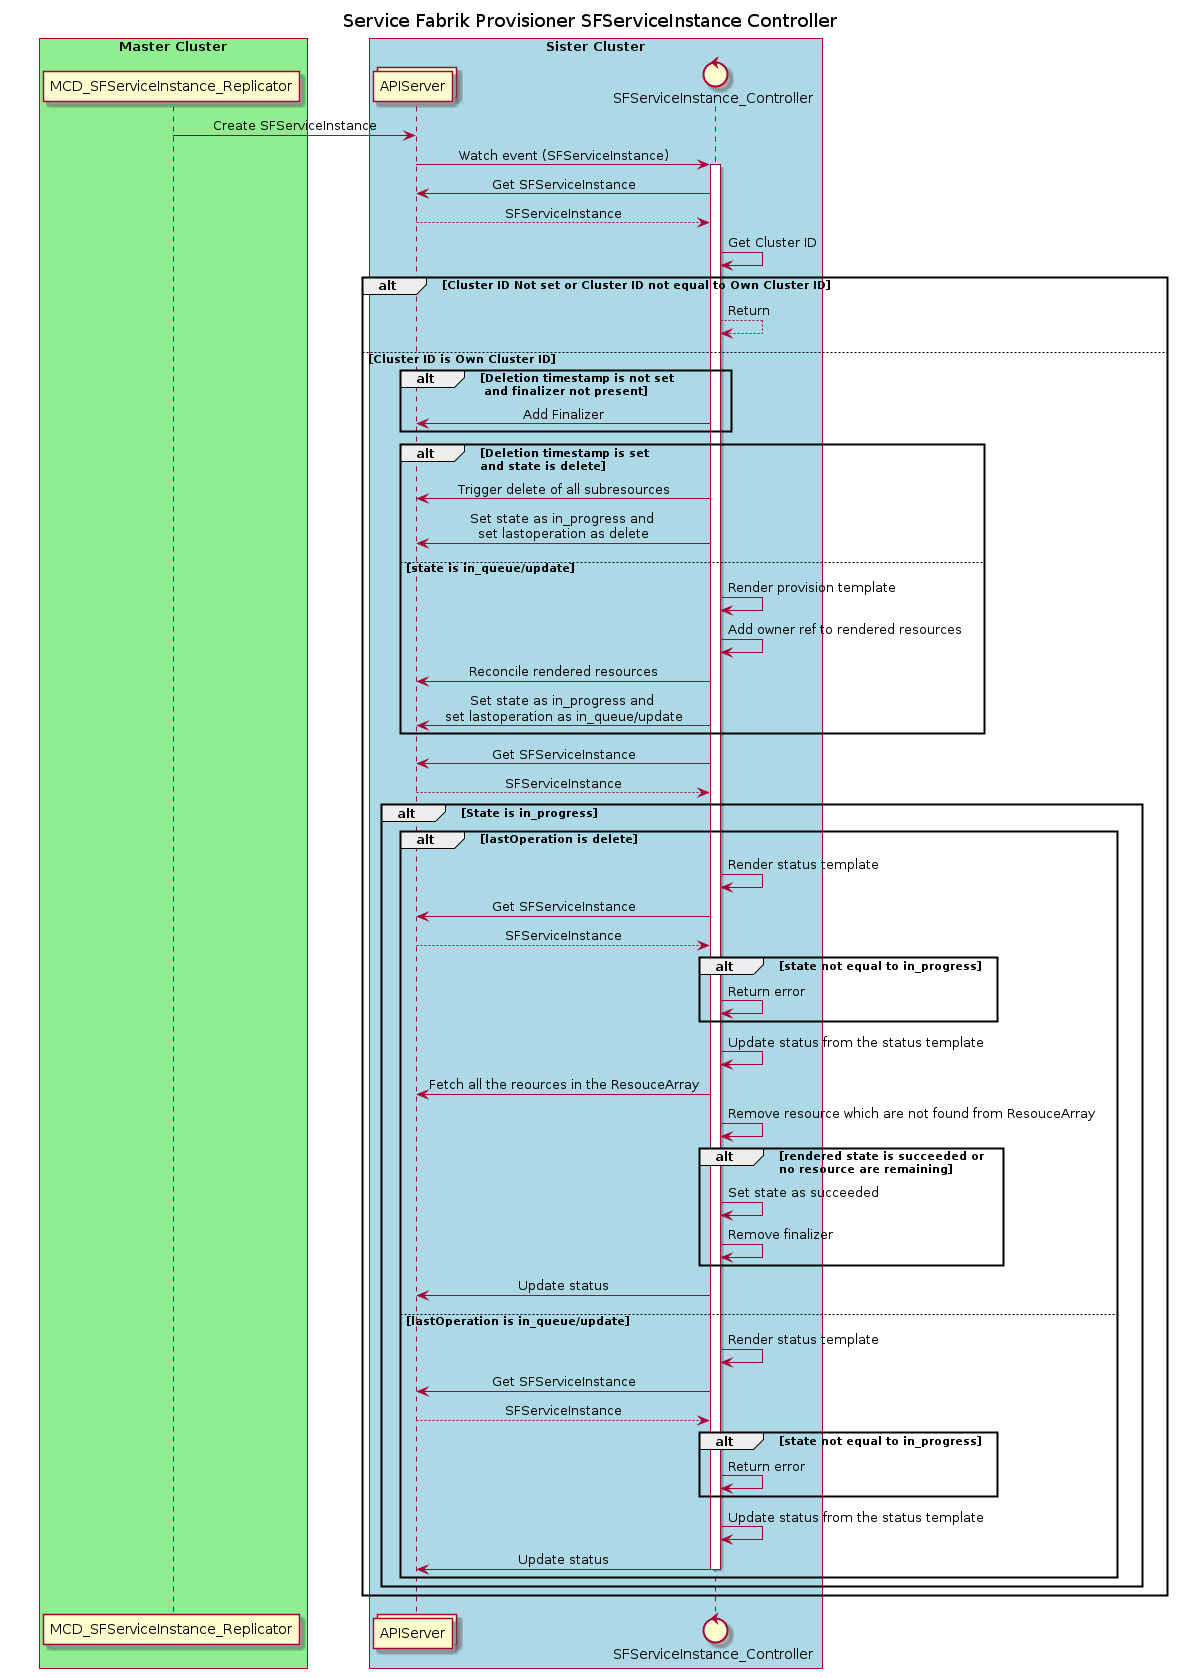 Service Fabrik Provisioner SFServiceInstance Controller
Master Cluster
Sister Cluster
MCD_SFServiceInstance_Replicator
APIServer
SFServiceInstance_Controller
Create SFServiceInstance
Watch event (SFServiceInstance)
Get SFServiceInstance
SFServiceInstance
Get Cluster ID
alt
[Cluster ID Not set or Cluster ID not equal to Own Cluster ID]
Return
[Cluster ID is Own Cluster ID]
alt
[Deletion timestamp is not set
and finalizer not present]
Add Finalizer
alt
[Deletion timestamp is set
and state is delete]
Trigger delete of all subresources
Set state as in_progress and
set lastoperation as delete
[state is in_queue/update]
Render provision template
Add owner ref to rendered resources
Reconcile rendered resources
Set state as in_progress and
set lastoperation as in_queue/update
Get SFServiceInstance
SFServiceInstance
alt
[State is in_progress]
alt
[lastOperation is delete]
Render status template
Get SFServiceInstance
SFServiceInstance
alt
[state not equal to in_progress]
Return error
Update status from the status template
Fetch all the reources in the ResouceArray
Remove resource which are not found from ResouceArray
alt
[rendered state is succeeded or
no resource are remaining]
Set state as succeeded
Remove finalizer
Update status
[lastOperation is in_queue/update]
Render status template
Get SFServiceInstance
SFServiceInstance
alt
[state not equal to in_progress]
Return error
Update status from the status template
Update status
MCD_SFServiceInstance_Replicator
APIServer
SFServiceInstance_Controller